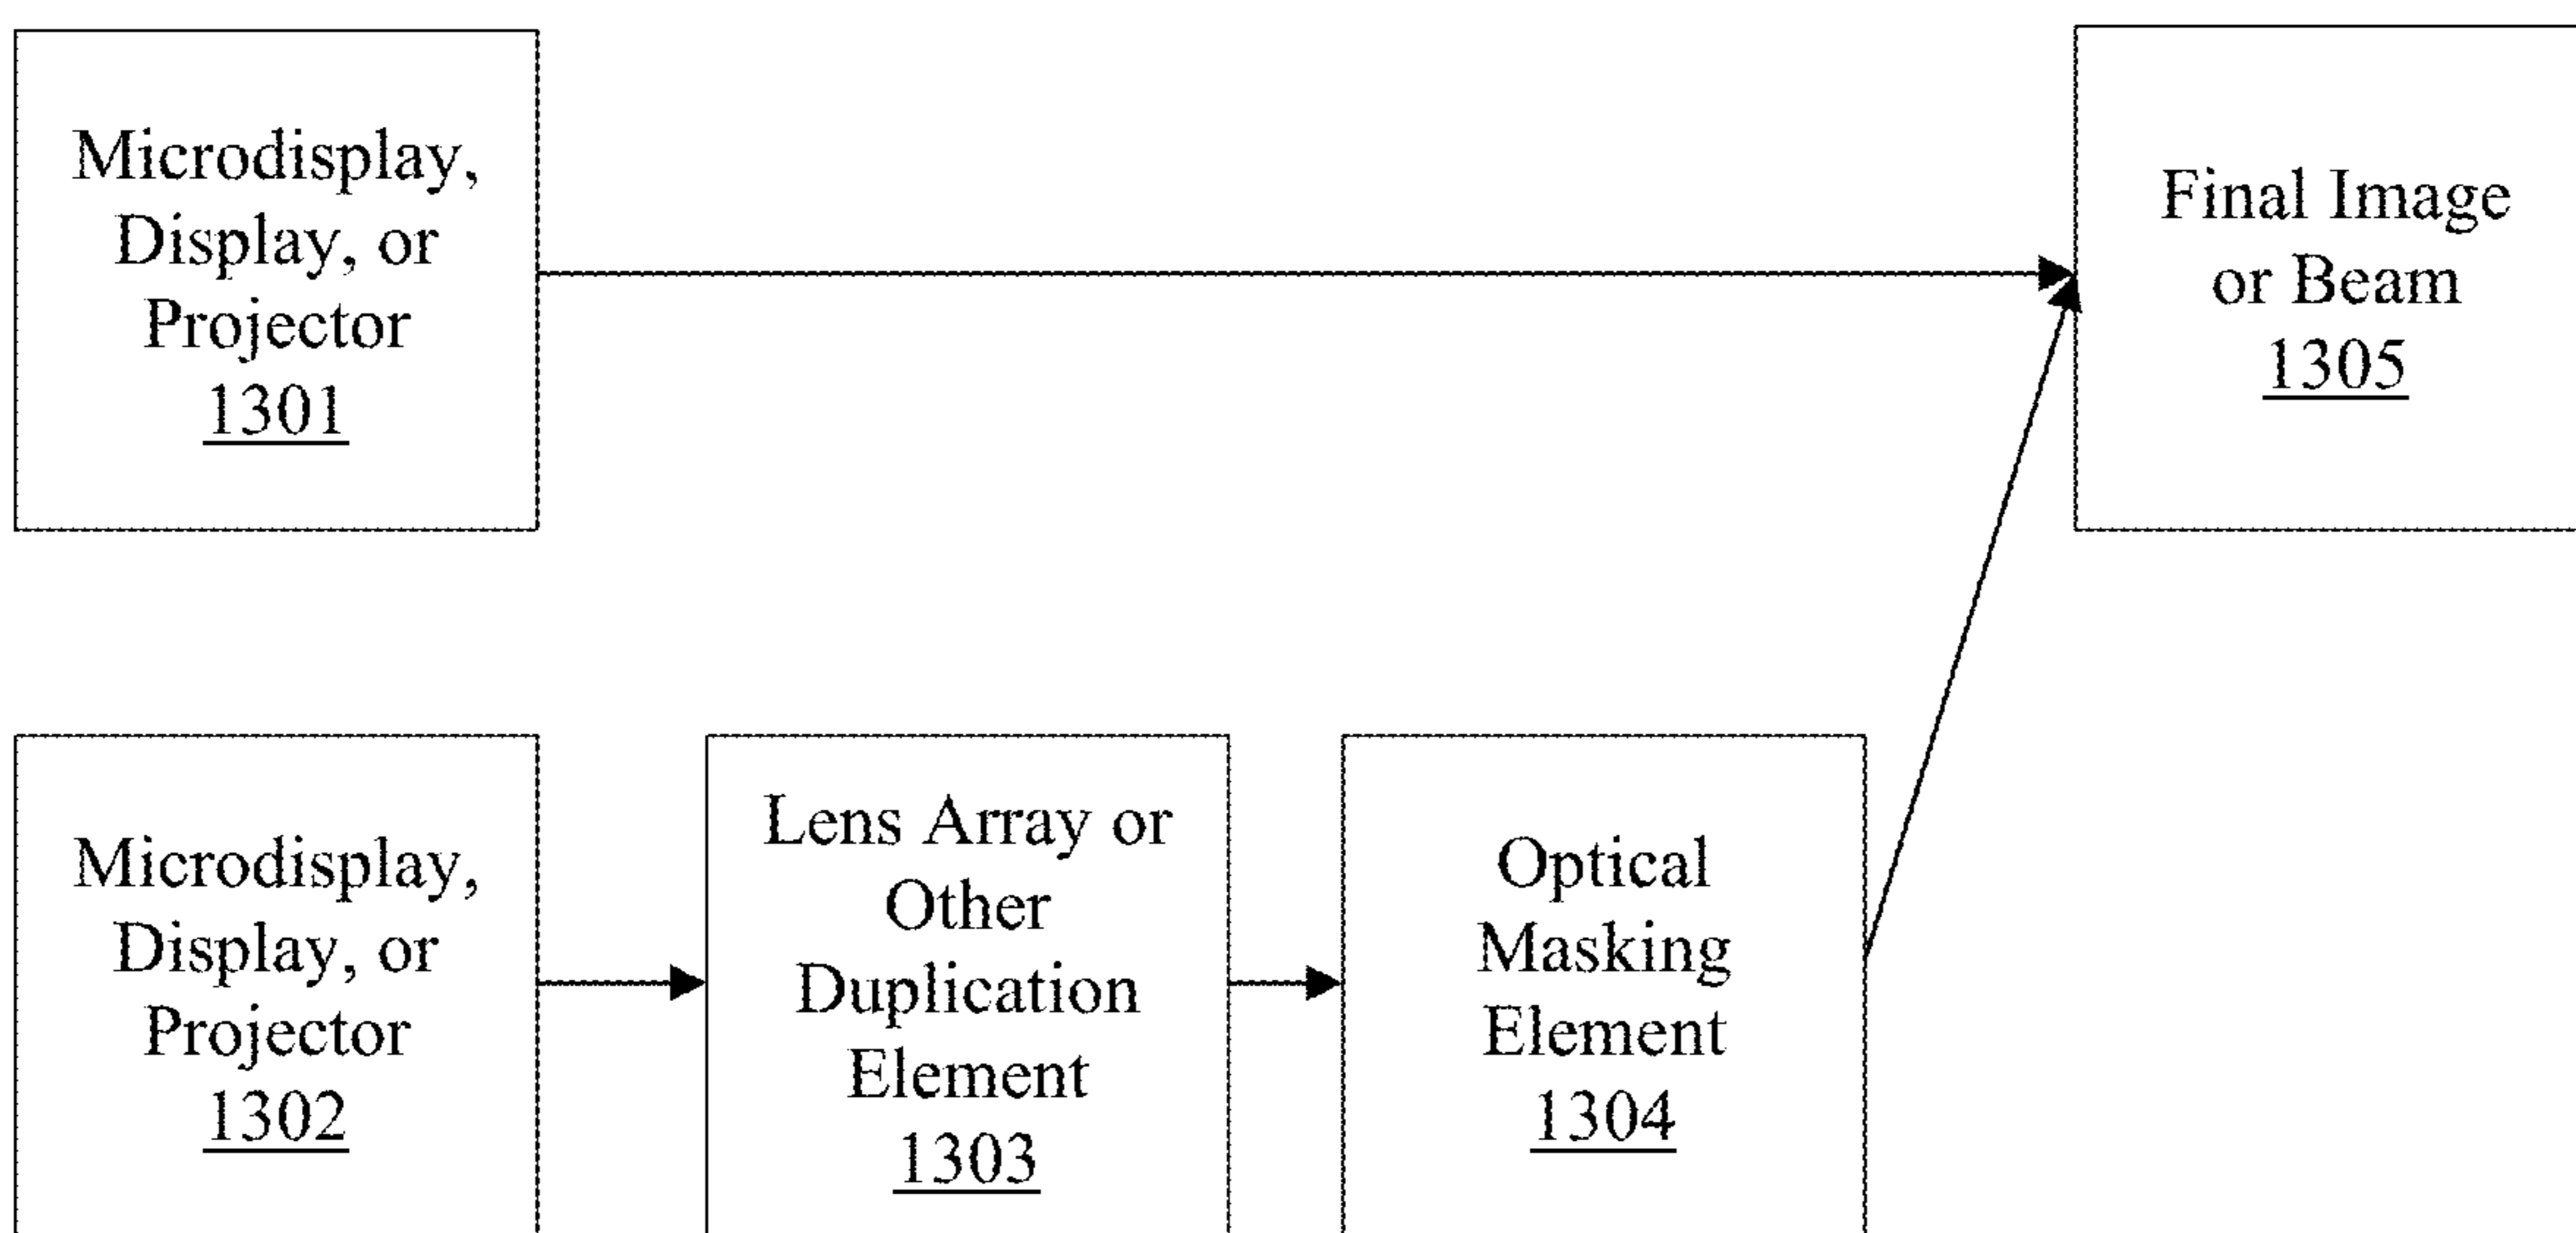 Microdisplay,
Display, or
Projector
1301
Final Image
or Beam
1305
Microdisplay,
Display, or
Projector
1302
Lens Array or
Other
Duplication
Element
1303
Optical
Masking
Element
1304